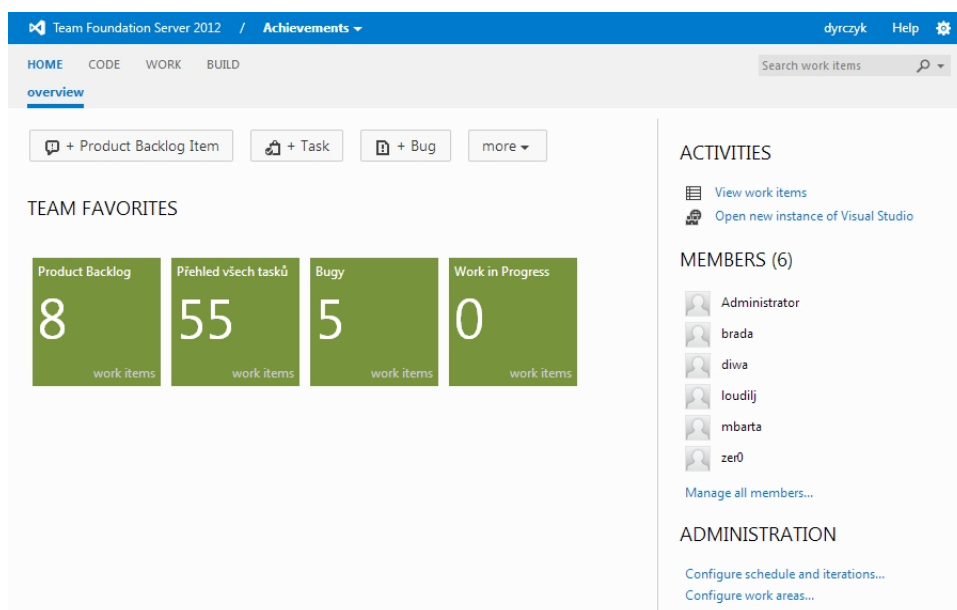 Team Foundation Server 2012 / Achievements dyrczyk Help
HOME CODE WORK BUILD Search work items
overview
+ Product Backlog Item + Task + Bug more
TEAM FAVORITES
Product Backlog
8
work items
Přehled všech tasků
55
work items
Bugy
5
work items
Work in Progress
0
work items
ACTIVITIES
View work items
Open new instance of Visual Studio
MEMBERS (6)
Administrator
brada
diwa
loudilj
mbarta
zer0
Manage all members...
ADMINISTRATION
Configure schedule and iterations...
Configure work areas...